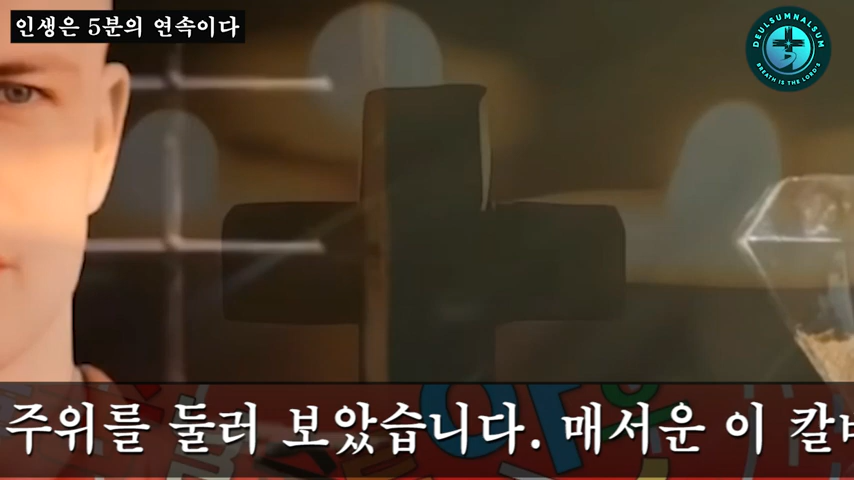 인생은 5분의 연속이다
DEULSUMNALSUM
BREATH IS THE LORD'S
주위를 둘러 보았습니다. 매서운 이